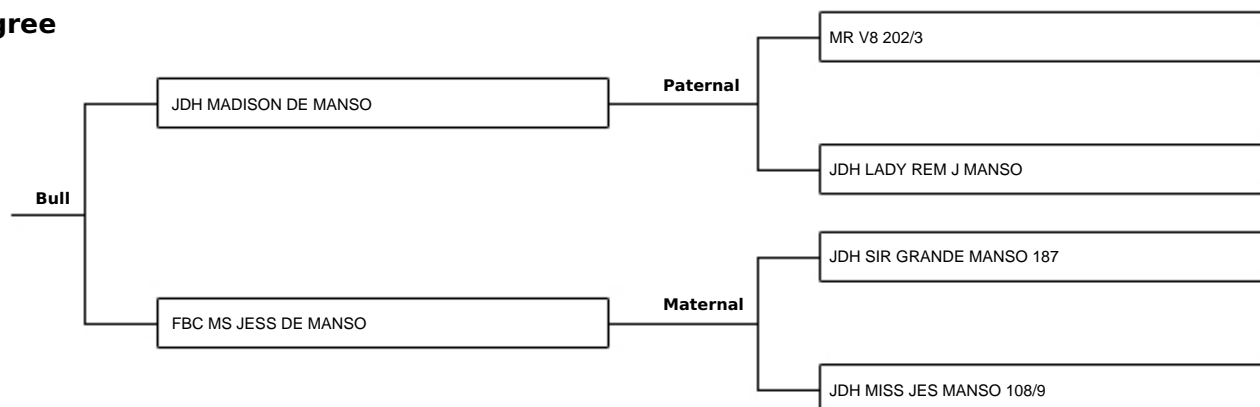 gree
MR V8 202/3
Paternal
JDH MADISON DE MANSO
JDH LADY REM J MANSO
Bull
JDH SIR GRANDE MANSO 187
Maternal
FBC MS JESS DE MANSO
JDH MISS JES MANSO 108/9